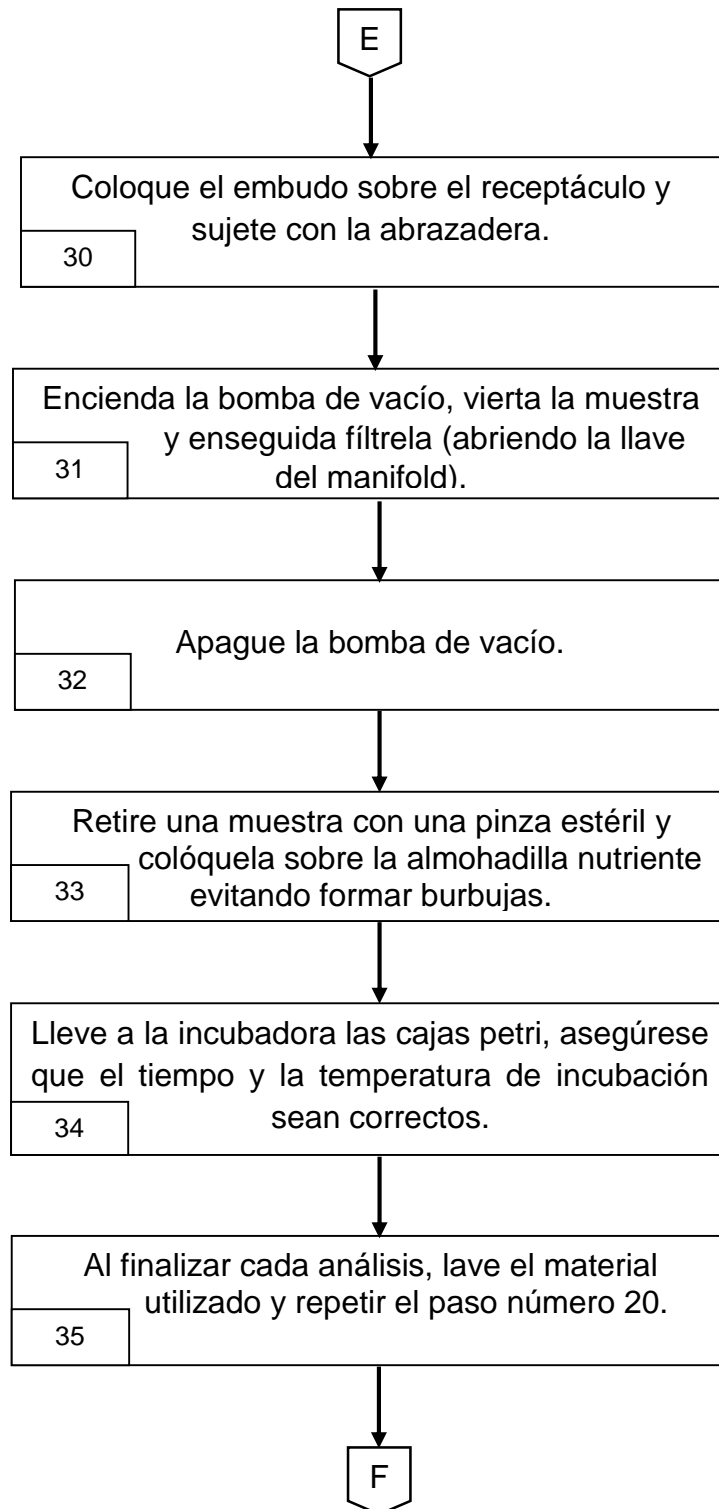 E
Coloque el embudo sobre el receptáculo y
sujete con la abrazadera.
30
Encienda la bomba de vacío, vierta la muestra
y enseguida fíltrela (abriendo la llave
del manifold).
31
Apague la bomba de vacío.
32
Retire una muestra con una pinza estéril y
colóquela sobre la almohadilla nutriente
evitando formar burbujas.
33
Lleve a la incubadora las cajas petri, asegúrese
que el tiempo y la temperatura de incubación
sean correctos.
34
Al finalizar cada análisis, lave el material
utilizado y repetir el paso número 20.
35
F